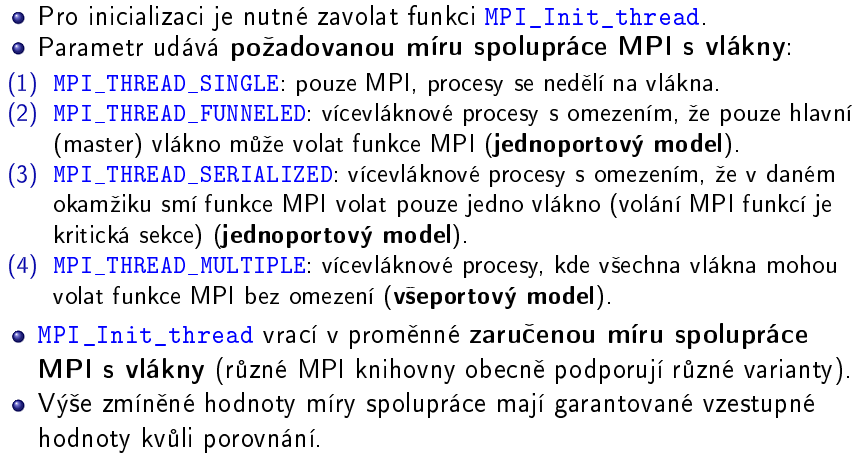 Pro inicializaci je nutné zavolat funkci MPI_Init_thread.
Parametr udává požadovanou míru spolupráce MPI s vlákny:
(1) MPI_THREAD_SINGLE: pouze MPI, procesy se nedělí na vlákna.
(2) MPI_THREAD_FUNNELED: vícevláknové procesy s omezením, že pouze hlavní
(master) vlákno může volat funkce MPI (jednoportový model).
(3) MPI_THREAD_SERIALIZED: vícevláknové procesy s omezením, že v daném
okamžiku smí funkce MPI volat pouze jedno vlákno (volání MPI funkcí je
kritická sekce) (jednoportový model).
(4) MPI_THREAD_MULTIPLE: vícevláknové procesy, kde všechna vlákna mohou
volat funkce MPI bez omezení (všeportový model).
MPI_Init_thread vrací v proměnné zaručenou míru spolupráce
MPI s vlákny (různé MPI knihovny obecně podporují různé varianty).
Výše zmíněné hodnoty míry spolupráce mají garantované vzestupné
hodnoty kvůli porovnání.